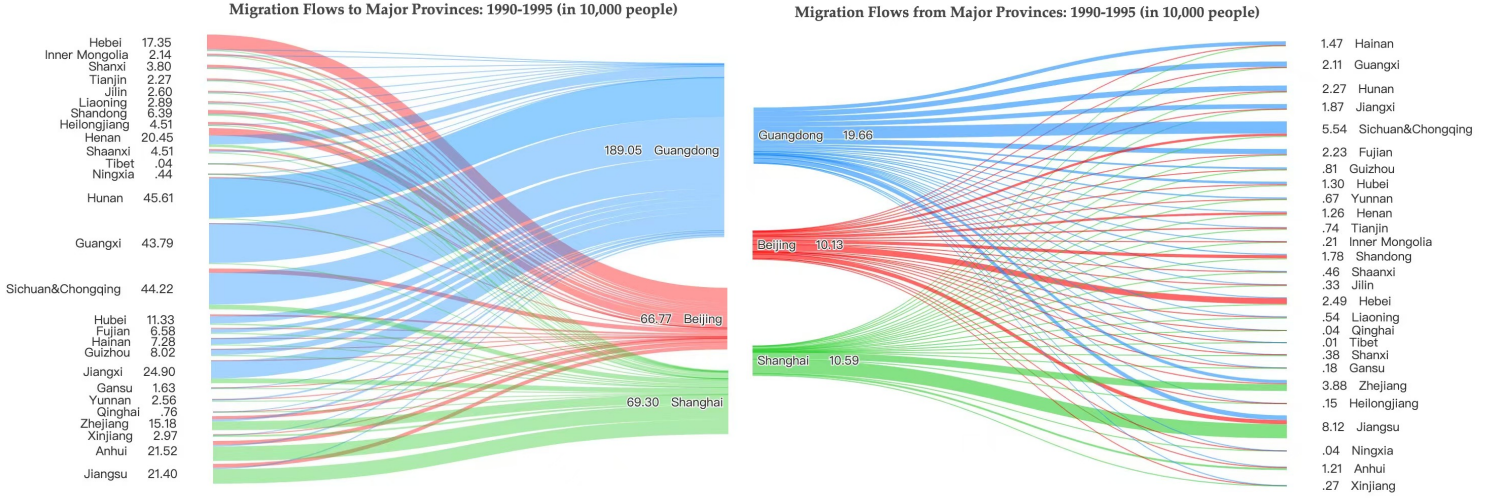 Migration Flows to Major Provinces: 1990-1995 (in 10,000 people)
Hebei 17.35
Inner Mongolia 2.14
Shanxi 3.80
Tianjin 2.27
Jilin 2.60
Liaoning 2.89
Shandong 6.39
Heilongjiang 4.51
Henan 20.45
Shaanxi 4.51
Tibet .04
Ningxia .44
Hunan 45.61
Guangxi 43.79
Sichuan&Chongqing 44.22
Hubei 11.33
Fujian 6.58
Hainan 7.28
Guizhou 8.02
Jiangxi 24.90
Gansu 1.63
Yunnan 2.56
Qinghai .76
Zhejiang 15.18
Xinjiang 2.97
Anhui 21.52
Jiangsu 21.40
189.05 Guangdong
66.77 Beijing
69.30 Shanghai
Migration Flows from Major Provinces: 1990-1995 (in 10,000 people)
Guangdong 19.66
Beijing 10.13
Shanghai 10.59
1.47 Hainan
2.11 Guangxi
2.27 Hunan
1.87 Jiangxi
5.54 Sichuan&Chongqing
2.23 Fujian
.81 Guizhou
1.30 Hubei
.67 Yunnan
1.26 Henan
.74 Tianjin
.21 Inner Mongolia
1.78 Shandong
.46 Shaanxi
.33 Jilin
2.49 Hebei
.54 Liaoning
.04 Qinghai
.01 Tibet
.38 Shanxi
.18 Gansu
3.88 Zhejiang
.15 Heilongjiang
8.12 Jiangsu
.04 Ningxia
1.21 Anhui
.27 Xinjiang